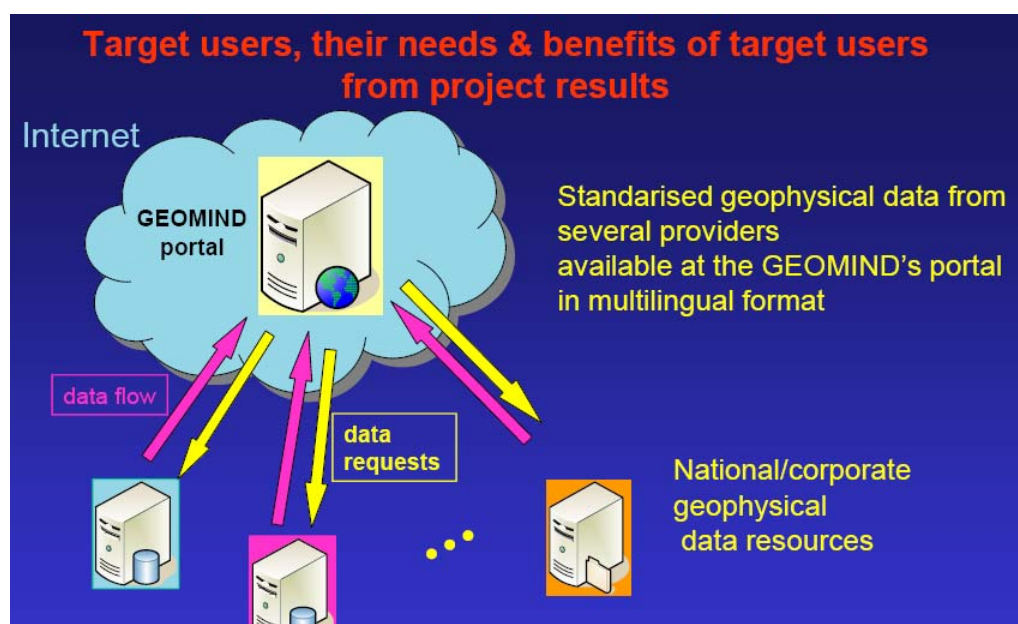 Target users, their needs & benefits of target users
from project results
Internet
GEOMIND
portal
Standarised geophysical data from
several providers
available at the GEOMIND's portal
in multilingual format
data flow
data
requests
National/corporate
geophysical
data resources